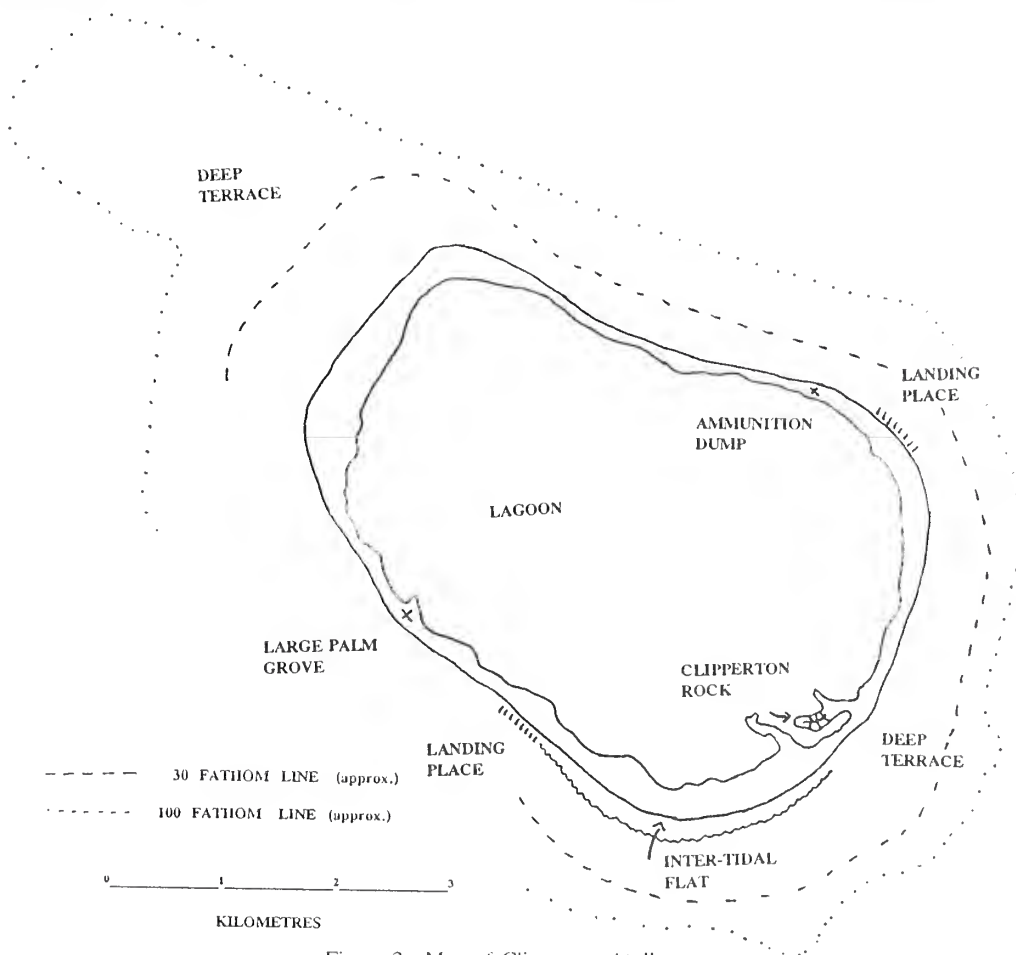 DEEP
TERRACE
LANDING
PLACE
AMMUNITION
DUMP
LAGOON
LARGE PALM
GROVE
CLIPPERTON
ROCK
LANDING
PLACE
DEEP
TERRACE
30 FATHOM LINE (approx.)
100 FATHOM LINE (approx.)
INTER-TIDAL
FLAT
0 1 2 3
KILOMETRES